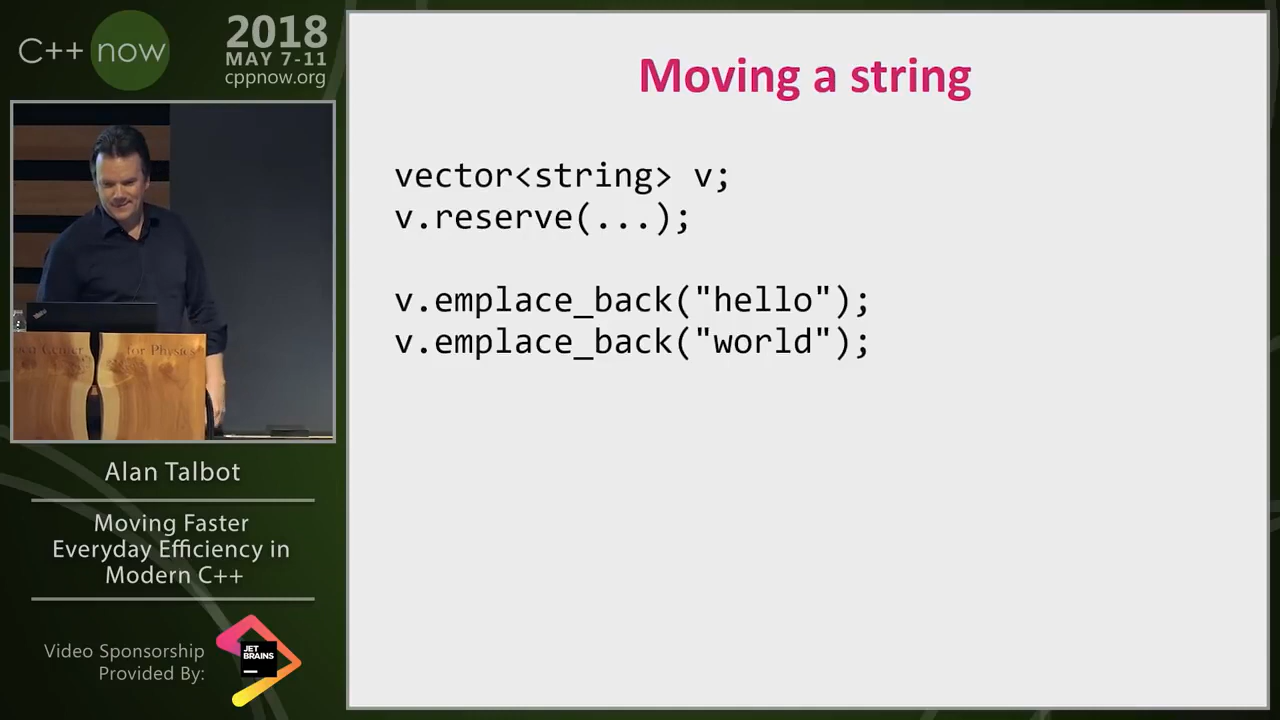 C++ now
2018
MAY 7-11
cppnow.org
for Physics
Alan Talbot
Moving Faster
Everyday Efficiency in
Modern C++
Video Sponsorship
Provided By:
JET
BRAINS
Moving a string
vector<string> v;
v.reserve(...);
v.emplace_back("hello");
v.emplace_back("world");